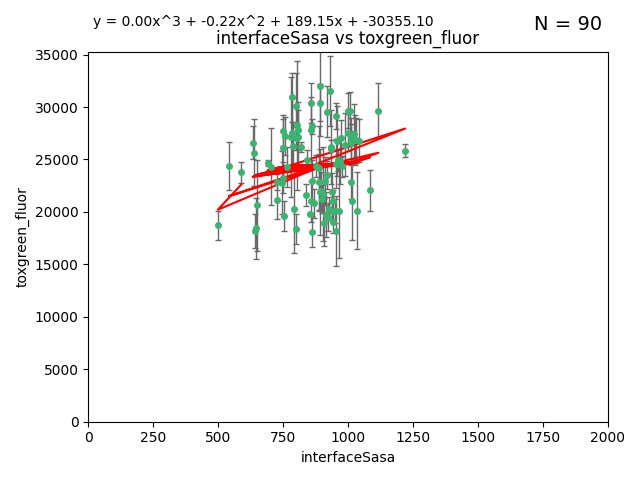 y = 0.00x^3 + -0.22x^2 + 189.15x + -30355.10
N = 90
interfaceSasa vs toxgreen_fluor
35000
30000
25000
20000
15000
10000
5000
0
toxgreen_fluor
0 250 500 750 1000 1250 1500 1750 2000
interfaceSasa